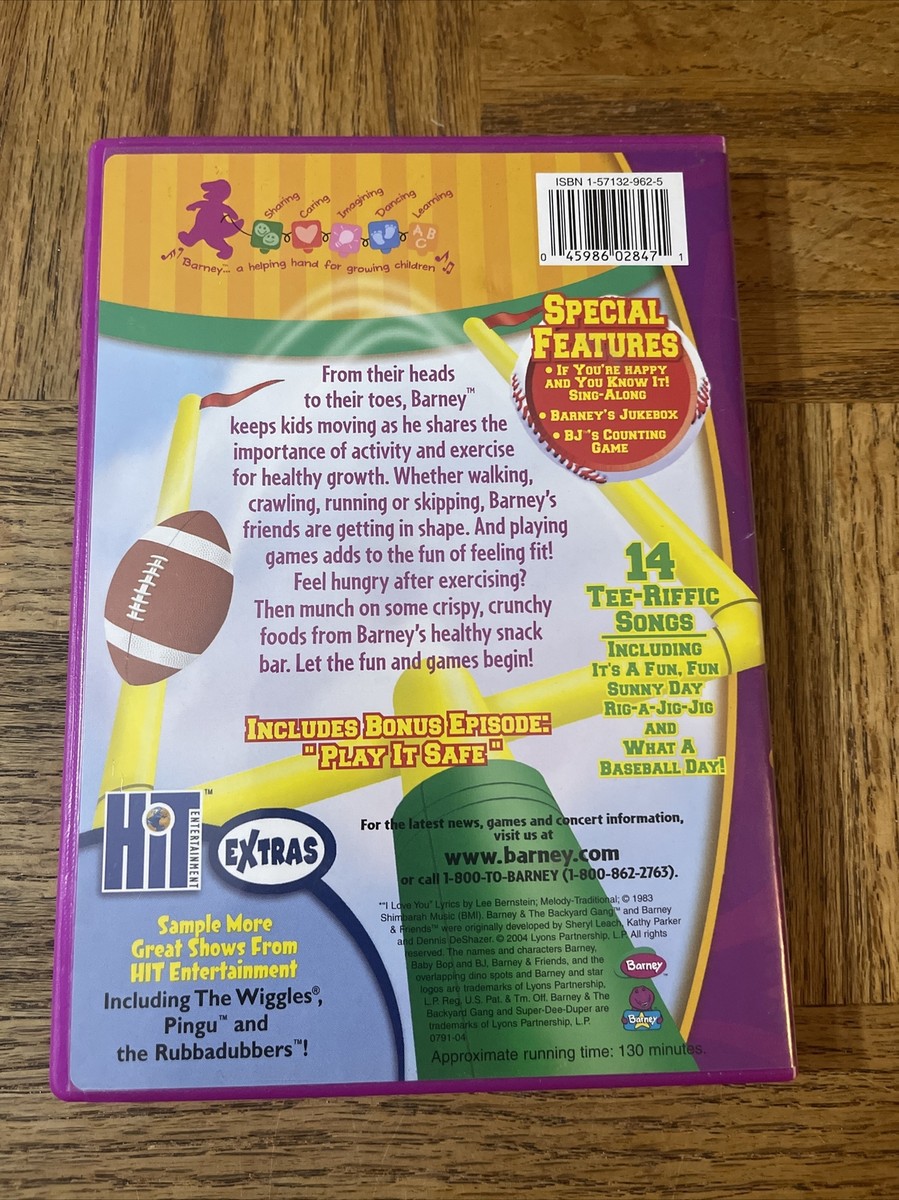 Sharing
Caring
Imagining
Dancing
Learning
A B
C
Barney... a helping hand for growing children
ISBN 1-57132-962-5
0 45986 02847 1
SPECIAL
FEATURES
• IF YOU'RE HAPPY
AND YOU KNOW IT!
SING-ALONG
• BARNEY'S JUKEBOX
• BJ™'S COUNTING
GAME
From their heads
to their toes, Barney™
keeps kids moving as he shares the
importance of activity and exercise
for healthy growth. Whether walking,
crawling, running or skipping, Barney's
friends are getting in shape. And playing
games adds to the fun of feeling fit!
Feel hungry after exercising?
Then munch on some crispy, crunchy
foods from Barney's healthy snack
bar. Let the fun and games begin!
14
TEE-RIFFIC
SONGS
INCLUDING
IT'S A FUN, FUN
SUNNY DAY
RIG-A-JIG-JIG
AND
WHAT A
BASEBALL DAY!
INCLUDES BONUS EPISODE:
"PLAY IT SAFE"
HiT™
ENTERTAINMENT
EXTRAS
Sample More
Great Shows From
HIT Entertainment
Including The Wiggles®,
Pingu™ and
the Rubbadubbers™!
For the latest news, games and concert information,
visit us at
www.barney.com
or call 1-800-TO-BARNEY (1-800-862-2763).
*"I Love You" Lyrics by Lee Bernstein; Melody-Traditional; © 1983
Shimbarah Music (BMI). Barney & The Backyard Gang™ and Barney
& Friends™ were originally developed by Sheryl Leach, Kathy Parker
and Dennis DeShazer. © 2004 Lyons Partnership, L.P. All rights
reserved. The names and characters Barney,
Baby Bop and BJ, Barney & Friends, and the
overlapping dino spots and Barney and star
logos are trademarks of Lyons Partnership,
L.P. Reg. U.S. Pat. & Tm. Off. Barney & The
Backyard Gang and Super-Dee-Duper are
trademarks of Lyons Partnership, L.P.
0791-04
Barney
Barney
Approximate running time: 130 minutes.